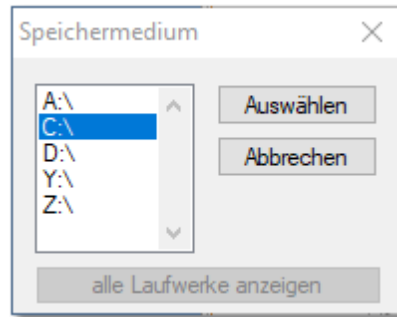 Speichermedium
A:\
C:\
D:\
Y:\
Z:\
Auswählen
Abbrechen
alle Laufwerke anzeigen